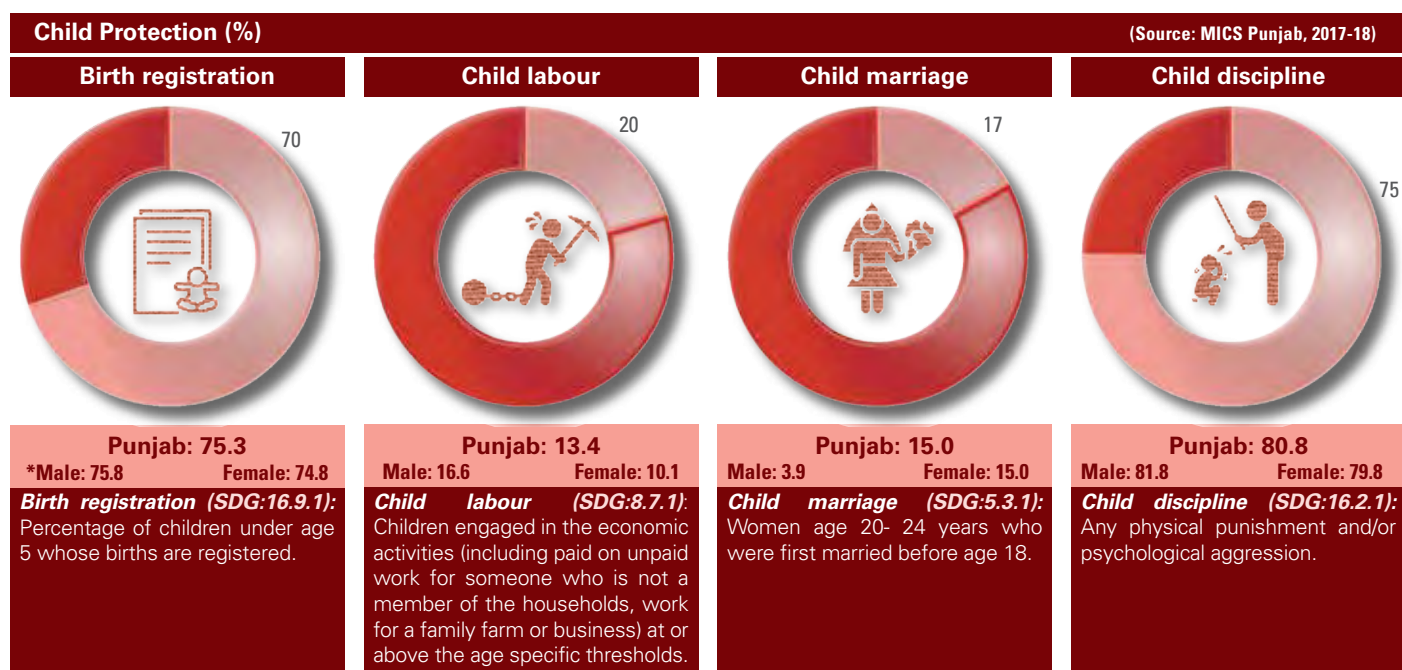 Child Protection (%)
(Source: MICS Punjab, 2017-18)
Birth registration
70
Punjab: 75.3
*Male: 75.8 Female: 74.8
Birth registration (SDG:16.9.1):
Percentage of children under age
5 whose births are registered.
Child labour
20
Punjab: 13.4
Male: 16.6 Female: 10.1
Child labour (SDG:8.7.1):
Children engaged in the economic
activities (including paid on unpaid
work for someone who is not a
member of the households, work
for a family farm or business) at or
above the age specific thresholds.
Child marriage
17
Punjab: 15.0
Male: 3.9 Female: 15.0
Child marriage (SDG:5.3.1):
Women age 20- 24 years who
were first married before age 18.
Child discipline
75
Punjab: 80.8
Male: 81.8 Female: 79.8
Child discipline (SDG:16.2.1):
Any physical punishment and/or
psychological aggression.